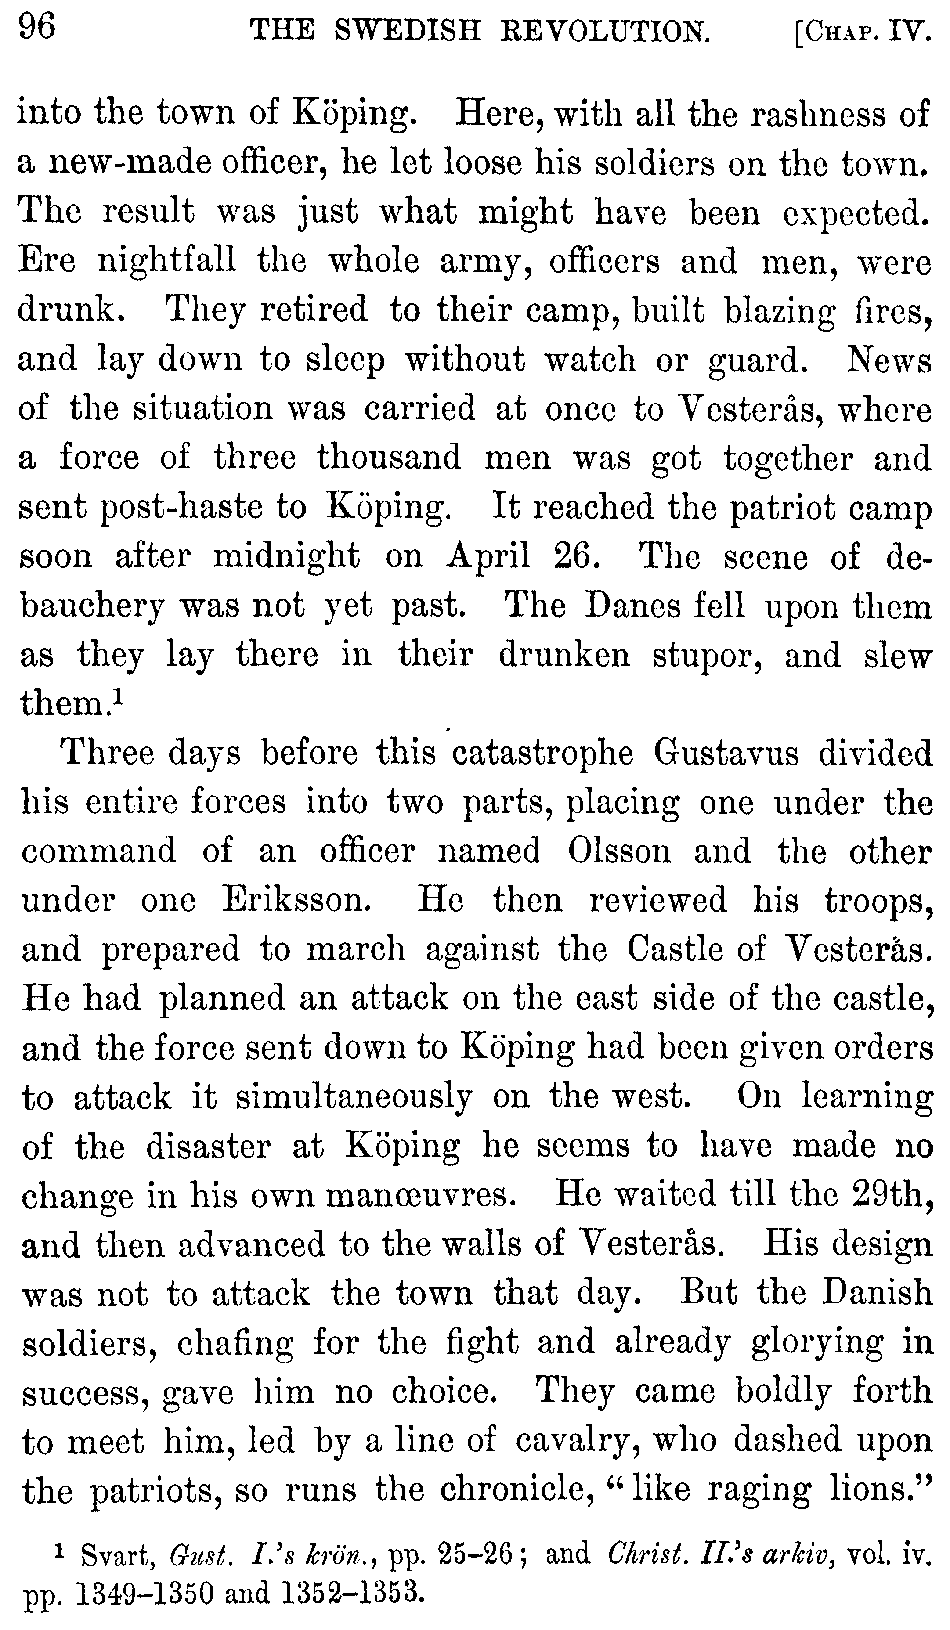 96 THE SWEDISH REVOLUTION. [CHAP. IV.
into the town of Köping. Here, with all the rashness of
a new-made officer, he let loose his soldiers on the town.
The result was just what might have been expected.
Ere nightfall the whole army, officers and men, were
drunk. They retired to their camp, built blazing fires,
and lay down to sleep without watch or guard. News
of the situation was carried at once to Vesterås, where
a force of three thousand men was got together and
sent post-haste to Köping. It reached the patriot camp
soon after midnight on April 26. The scene of de-
bauchery was not yet past. The Danes fell upon them
as they lay there in their drunken stupor, and slew
them.¹
Three days before this catastrophe Gustavus divided
his entire forces into two parts, placing one under the
command of an officer named Olsson and the other
under one Eriksson. He then reviewed his troops,
and prepared to march against the Castle of Vesterås.
He had planned an attack on the east side of the castle,
and the force sent down to Köping had been given orders
to attack it simultaneously on the west. On learning
of the disaster at Köping he seems to have made no
change in his own manœuvres. He waited till the 29th,
and then advanced to the walls of Vesterås. His design
was not to attack the town that day. But the Danish
soldiers, chafing for the fight and already glorying in
success, gave him no choice. They came boldly forth
to meet him, led by a line of cavalry, who dashed upon
the patriots, so runs the chronicle, “like raging lions.”
¹ Svart, Gust. I.'s krön., pp. 25–26; and Christ. II.'s arkiv, vol. iv.
pp. 1349–1350 and 1352–1353.